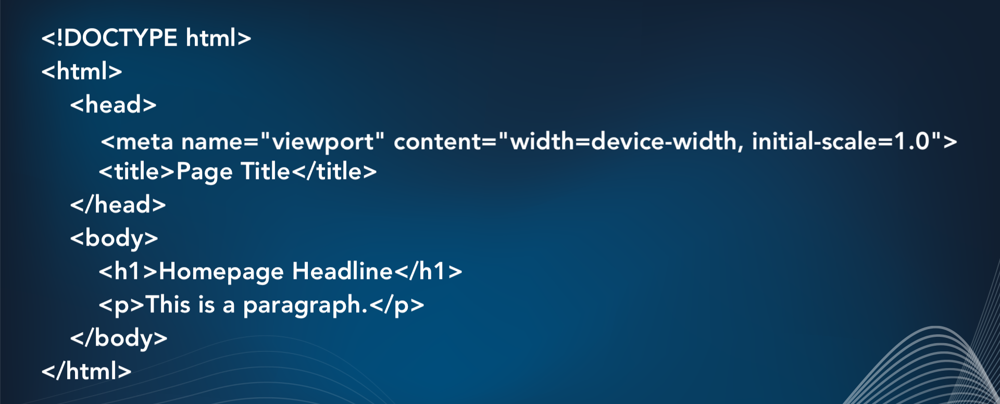 <!DOCTYPE html>
<html>
<head>
<meta name="viewport" content="width=device-width, initial-scale=1.0">
<title>Page Title</title>
</head>
<body>
<h1>Homepage Headline</h1>
<p>This is a paragraph.</p>
</body>
</html>